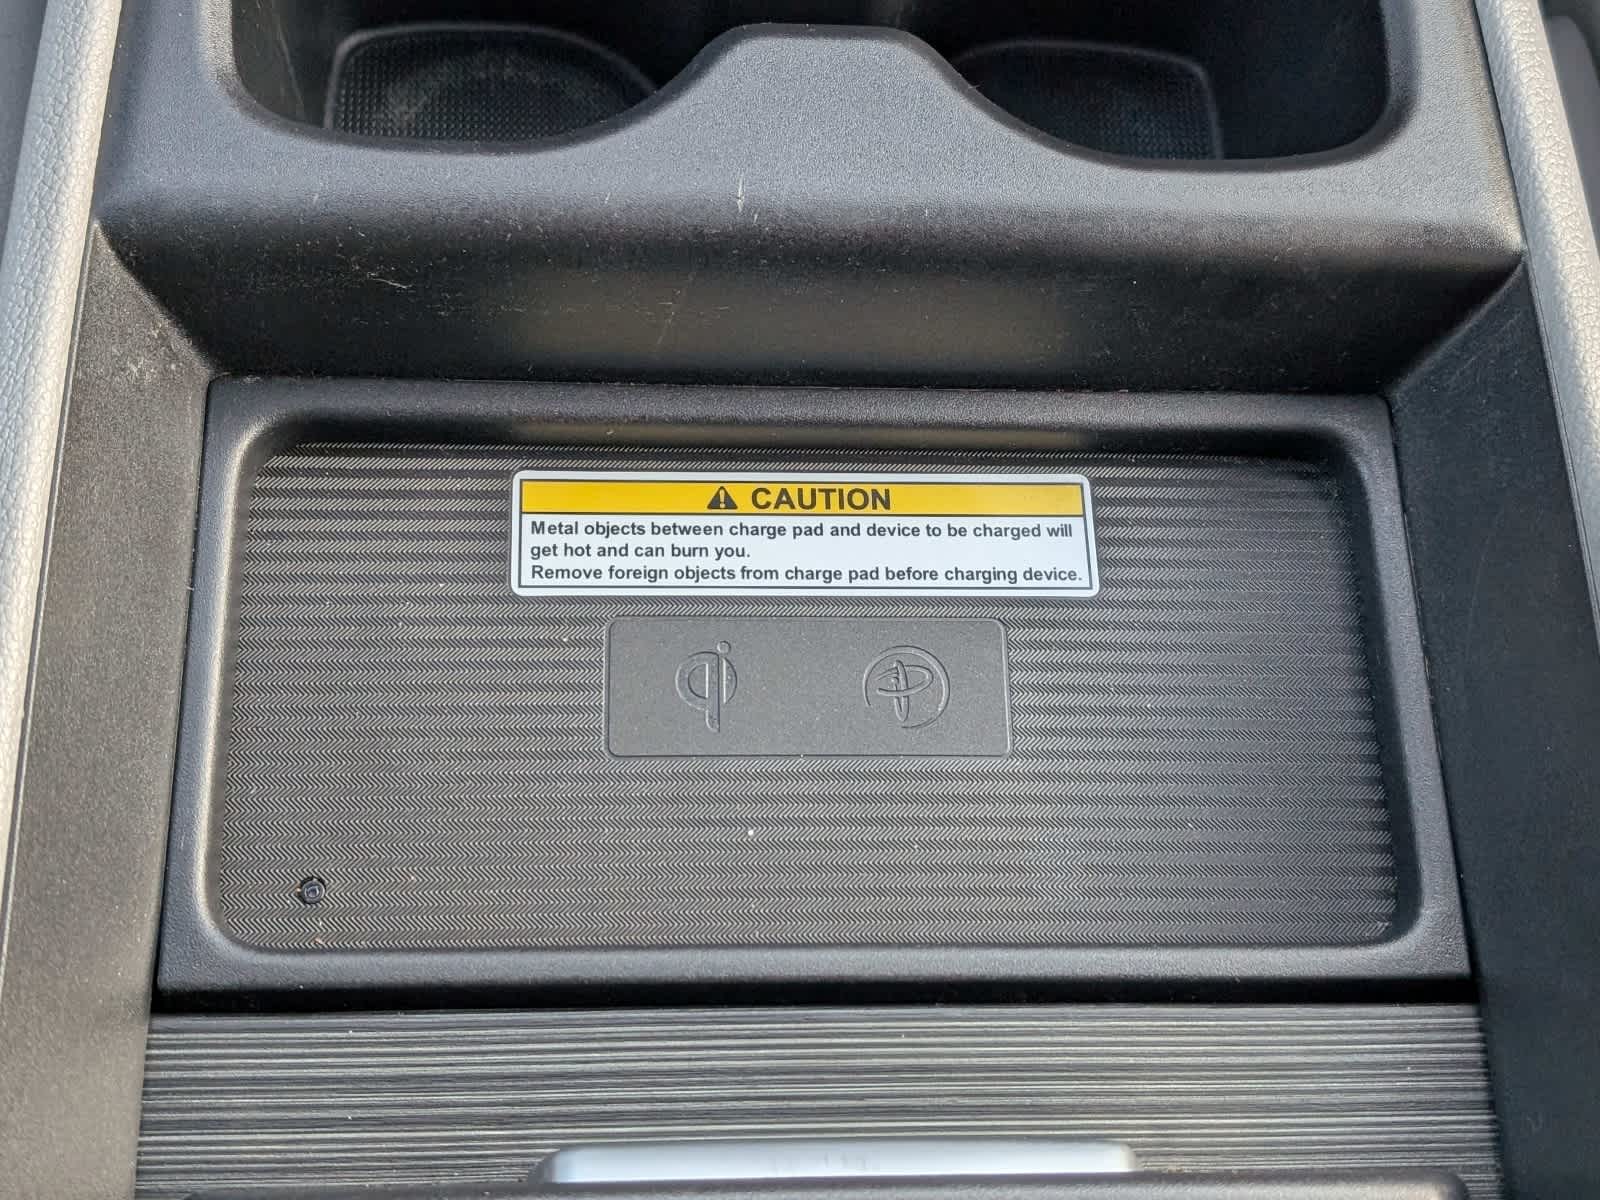 CAUTION
Metal objects between charge pad and device to be charged will
get hot and can burn you.
Remove foreign objects from charge pad before charging device.
qi